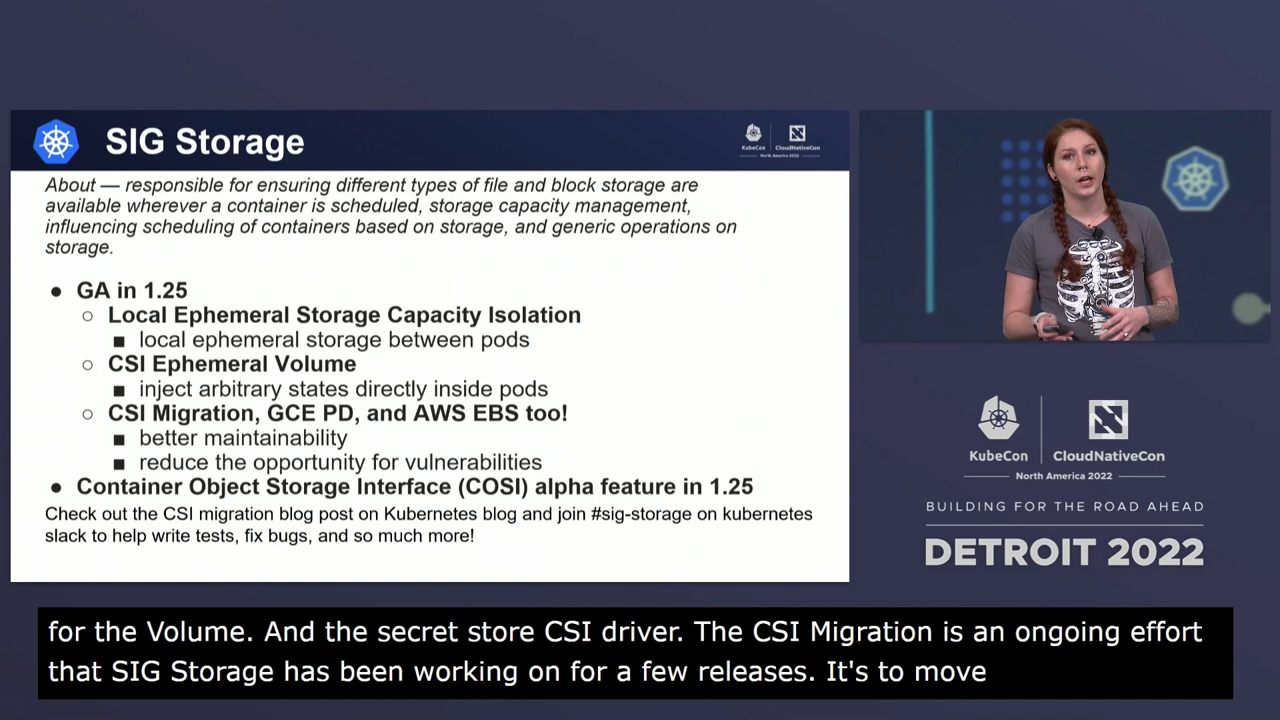 SIG Storage
KubeCon
CloudNativeCon
North America 2022
About — responsible for ensuring different types of file and block storage are
available wherever a container is scheduled, storage capacity management,
influencing scheduling of containers based on storage, and generic operations on
storage.
● GA in 1.25
○ Local Ephemeral Storage Capacity Isolation
■ local ephemeral storage between pods
○ CSI Ephemeral Volume
■ inject arbitrary states directly inside pods
○ CSI Migration, GCE PD, and AWS EBS too!
■ better maintainability
■ reduce the opportunity for vulnerabilities
● Container Object Storage Interface (COSI) alpha feature in 1.25
Check out the CSI migration blog post on Kubernetes blog and join #sig-storage on kubernetes
slack to help write tests, fix bugs, and so much more!
KubeCon
CloudNativeCon
North America 2022
BUILDING FOR THE ROAD AHEAD
DETROIT 2022
for the Volume. And the secret store CSI driver. The CSI Migration is an ongoing effort
that SIG Storage has been working on for a few releases. It's to move